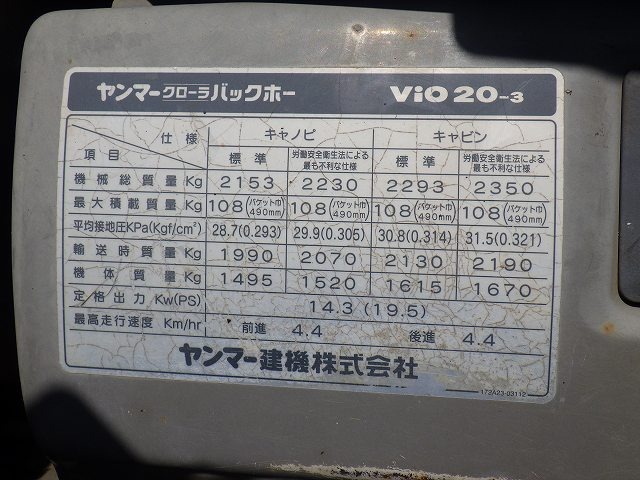 ヤンマークローラバックホー ViO 20-3
仕様 キャノピ キャビン
項目 標準 労働安全衛生法による最も不利な仕様 標準 労働安全衛生法による最も不利な仕様
機械総質量 Kg 2153 2230 2293 2350
最大積載質量 Kg 108(バケット巾490mm) 108(バケット巾490mm) 108(バケット巾490mm) 108(バケット巾490mm)
平均接地圧KPa(Kgf/cm²) 28.7(0.293) 29.9(0.305) 30.8(0.314) 31.5(0.321)
輸送時質量 Kg 1990 2070 2130 2190
機体質量 Kg 1495 1520 1615 1670
定格出力 Kw(PS) 14.3(19.5)
最高走行速度 Km/hr 前進 4.4 後進 4.4
ヤンマー建機株式会社
172A23-03112